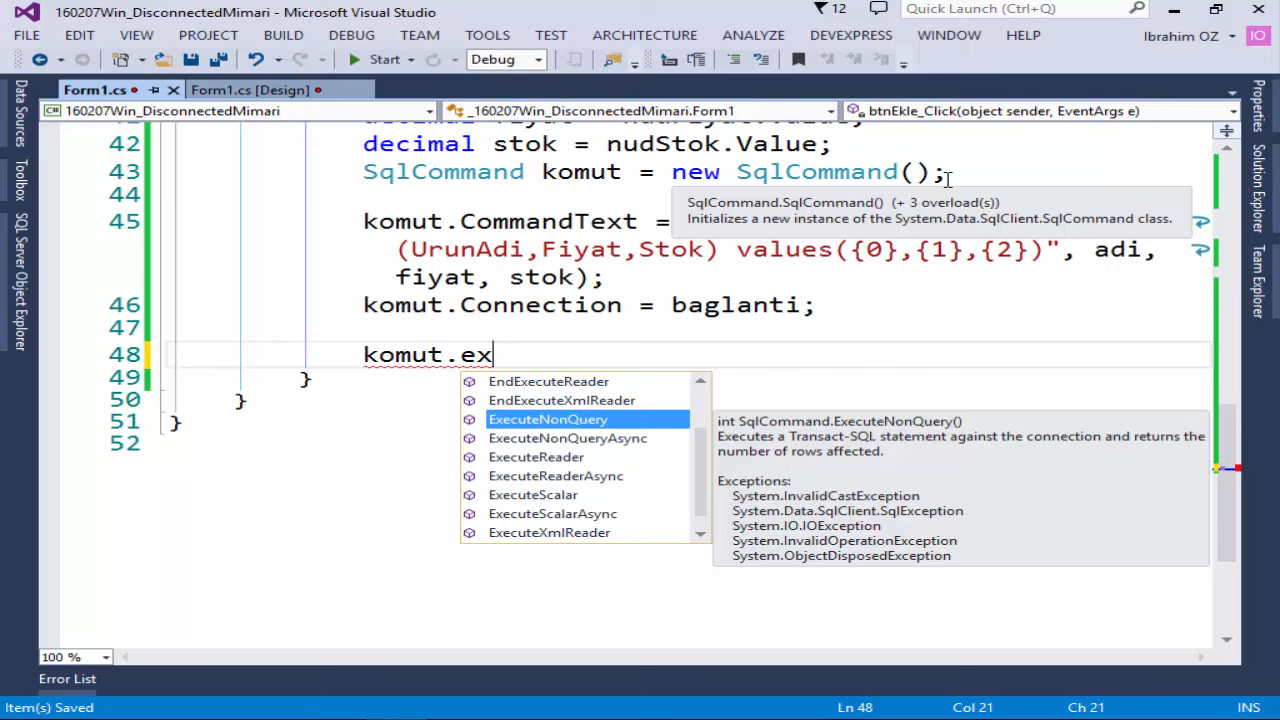 160207Win_DisconnectedMimari - Microsoft Visual Studio
12
Quick Launch (Ctrl+Q)
FILE EDIT VIEW PROJECT BUILD DEBUG TEAM TOOLS TEST ARCHITECTURE ANALYZE DEVEXPRESS WINDOW HELP
Ibrahim OZ
IO
Start
Debug
Form1.cs
Form1.cs [Design]
160207Win_DisconnectedMimari
_160207Win_DisconnectedMimari.Form1
btnEkle_Click(object sender, EventArgs e)
Data Sources
Toolbox
SQL Server Object Explorer
Properties
Solution Explorer
Team Explorer
42 decimal stok = nudStok.Value;
43 SqlCommand komut = new SqlCommand();
44
SqlCommand.SqlCommand() (+ 3 overload(s))
Initializes a new instance of the System.Data.SqlClient.SqlCommand class.
45 komut.CommandText =
(UrunAdi,Fiyat,Stok) values({0},{1},{2})", adi,
fiyat, stok);
46 komut.Connection = baglanti;
47
48 komut.ex
49 }
50 }
51 }
52
EndExecuteReader
EndExecuteXmlReader
ExecuteNonQuery
ExecuteNonQueryAsync
ExecuteReader
ExecuteReaderAsync
ExecuteScalar
ExecuteScalarAsync
ExecuteXmlReader
int SqlCommand.ExecuteNonQuery()
Executes a Transact-SQL statement against the connection and returns the
number of rows affected.
Exceptions:
System.InvalidCastException
System.Data.SqlClient.SqlException
System.IO.IOException
System.InvalidOperationException
System.ObjectDisposedException
100 %
Error List
Item(s) Saved
Ln 48
Col 21
Ch 21
INS